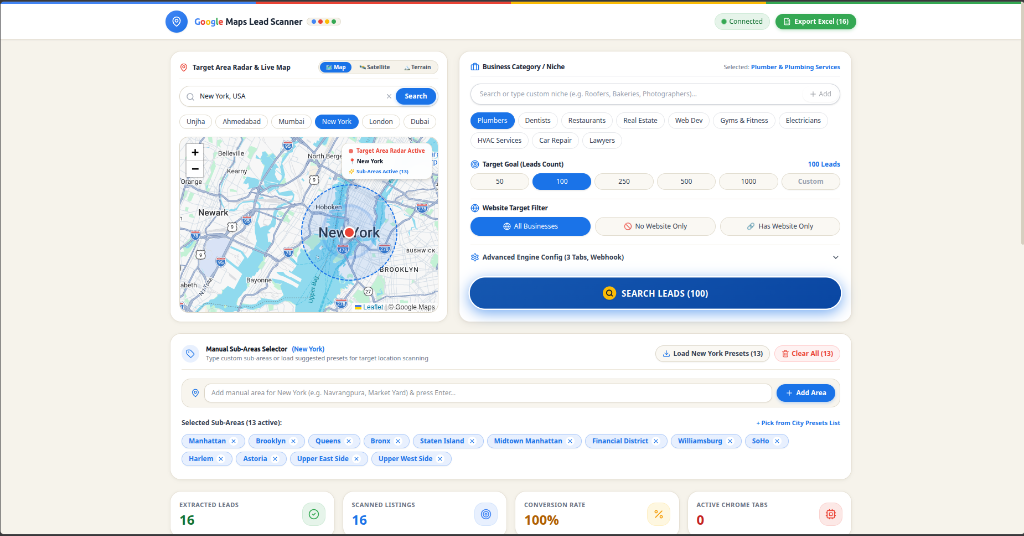 Google Maps Lead Scanner
Connected
Export Excel (16)
Target Area Radar & Live Map
Map
Satellite
Terrain
New York, USA
Search
Unjha
Ahmedabad
Mumbai
New York
London
Dubai
+
−
Target Area Radar Active
New York
Sub-Areas Active (13)
Belleville
North Berge
Kearny
Orange
Hoboken
Newark
New York
BUSHWICK
BROOKLYN
Bayonne
Upper Bay
9
9
9
27
Leaflet | © Google Maps
Business Category / Niche
Selected: Plumber & Plumbing Services
Search or type custom niche (e.g. Roofers, Bakeries, Photographers)...
+ Add
Plumbers
Dentists
Restaurants
Real Estate
Web Dev
Gyms & Fitness
Electricians
HVAC Services
Car Repair
Lawyers
Target Goal (Leads Count)
100 Leads
50
100
250
500
1000
Custom
Website Target Filter
All Businesses
No Website Only
Has Website Only
Advanced Engine Config (3 Tabs, Webhook)
SEARCH LEADS (100)
Manual Sub-Areas Selector (New York)
Type custom sub-areas or load suggested presets for target location scanning
Load New York Presets (13)
Clear All (13)
Add manual area for New York (e.g. Navrangpura, Market Yard) & press Enter...
+ Add Area
Selected Sub-Areas (13 active):
+ Pick from City Presets List
Manhattan ×
Brooklyn ×
Queens ×
Bronx ×
Staten Island ×
Midtown Manhattan ×
Financial District ×
Williamsburg ×
SoHo ×
Harlem ×
Astoria ×
Upper East Side ×
Upper West Side ×
EXTRACTED LEADS
16
SCANNED LISTINGS
16
CONVERSION RATE
100%
ACTIVE CHROME TABS
0